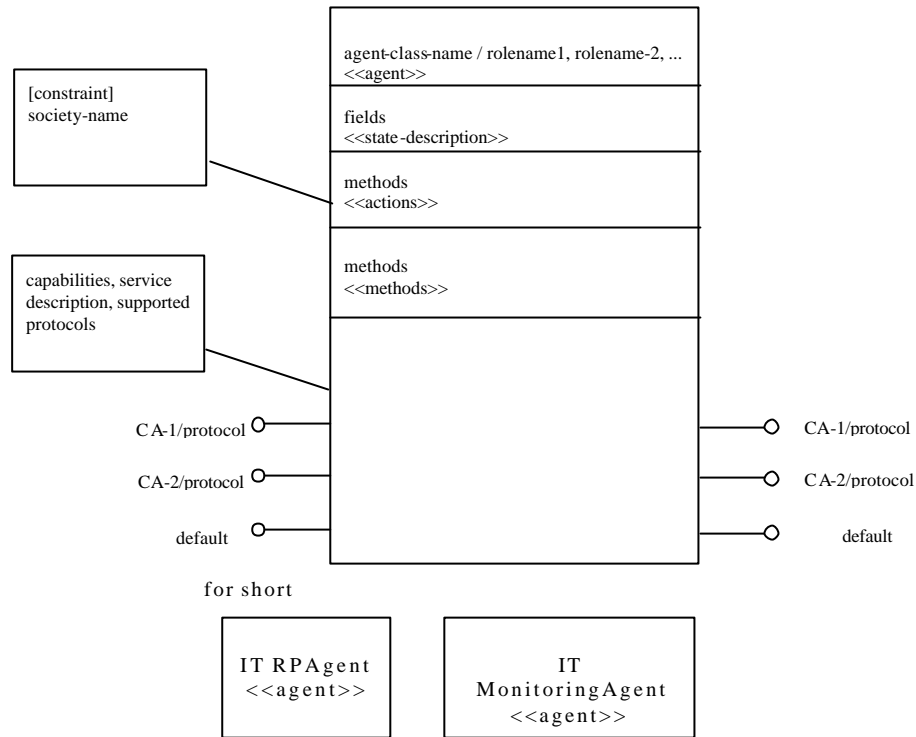 agent-class-name / rolename1, rolename-2, ...
<<agent>>
[constraint]
society-name
fields
<<state-description>>
methods
<<actions>>
capabilities, service
description, supported
protocols
methods
<<methods>>
CA-1/protocol
CA-1/protocol
CA-2/protocol
CA-2/protocol
default
default
for short
IT RPAgent
<<agent>>
IT
MonitoringAgent
<<agent>>